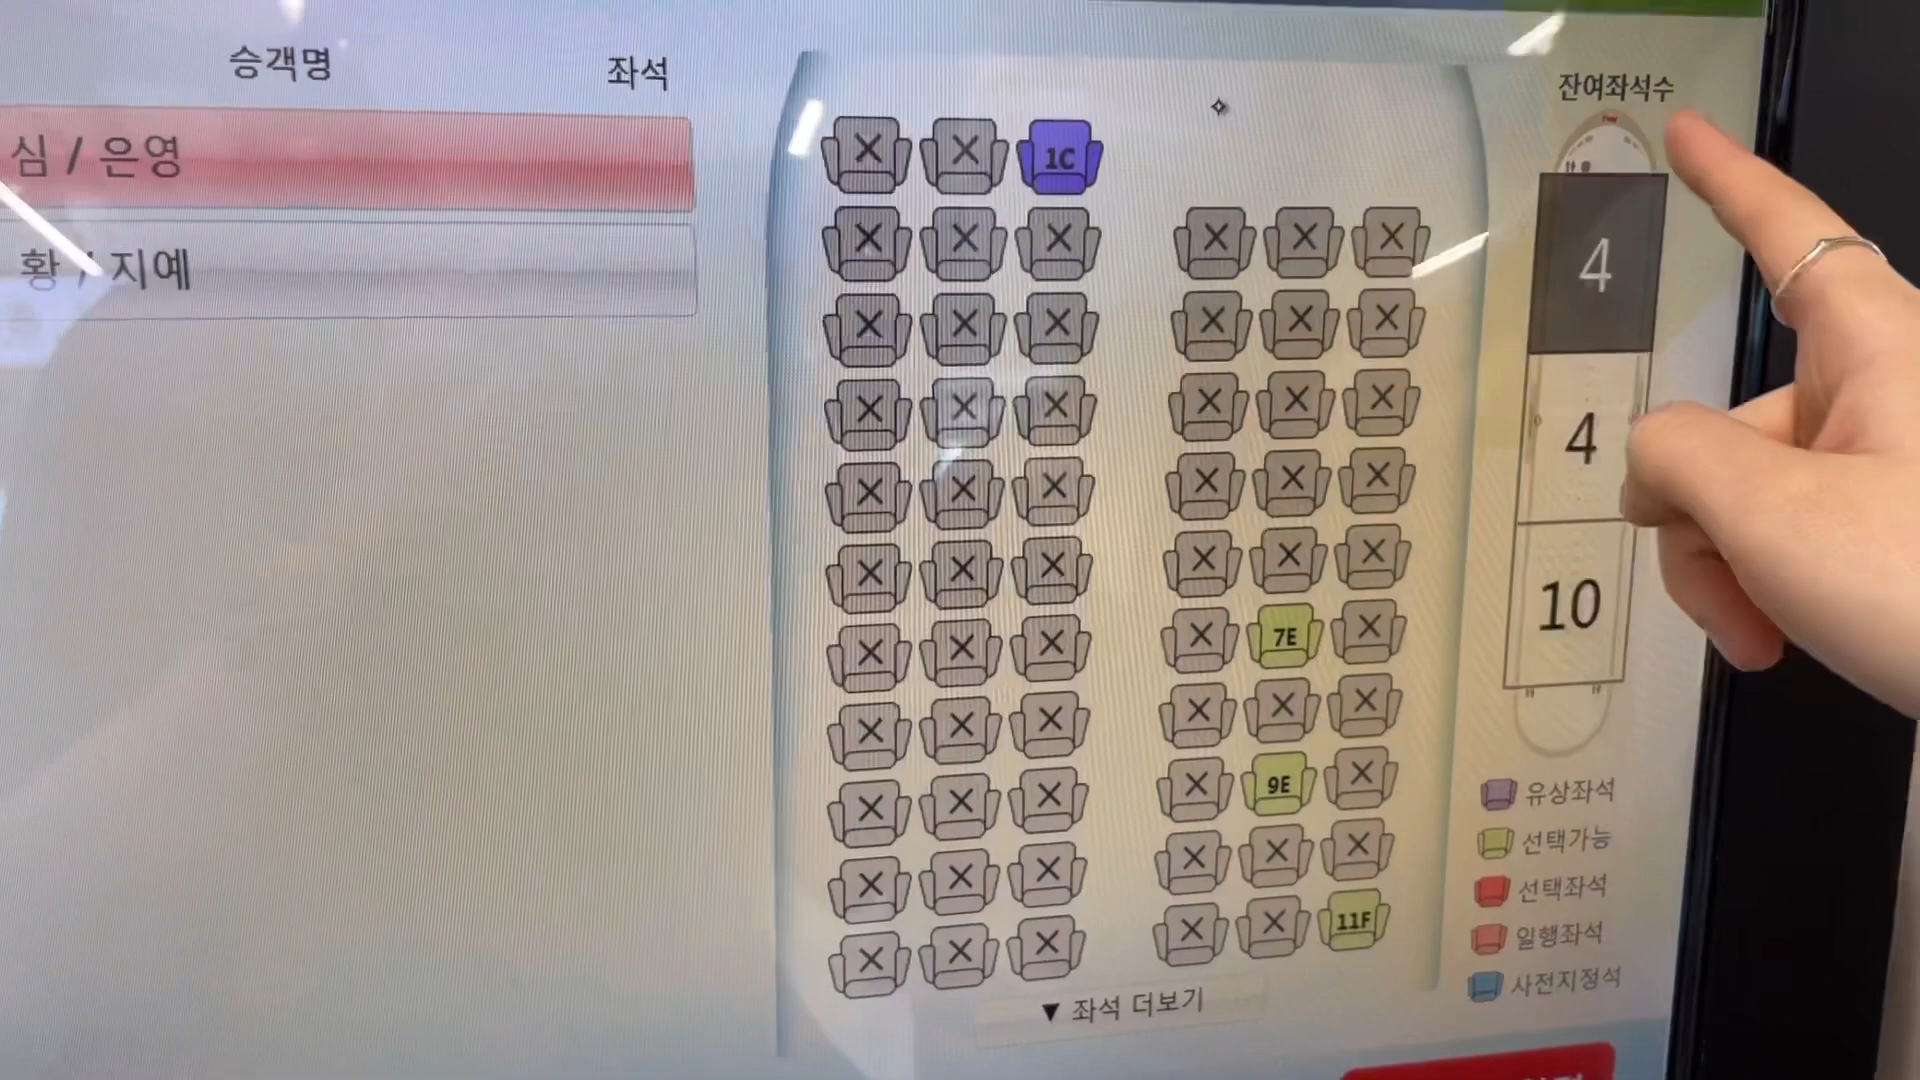 승객명
좌석
심 / 은영
황 / 지예
1C
7E
9E
11F
▼ 좌석 더보기
잔여좌석수
4
4
10
유상좌석
선택가능
선택좌석
일행좌석
사전지정석